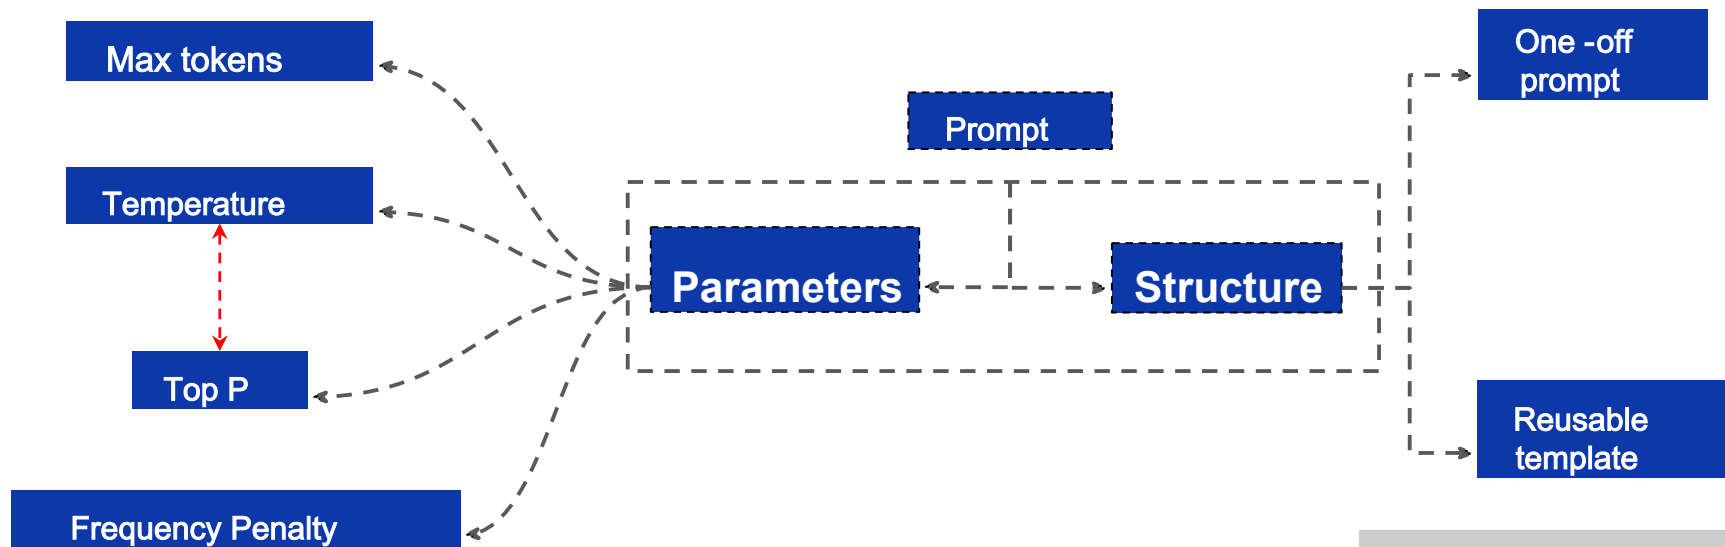 Max tokens
Temperature
Top P
Frequency Penalty
Prompt
Parameters
Structure
One -off
prompt
Reusable
template